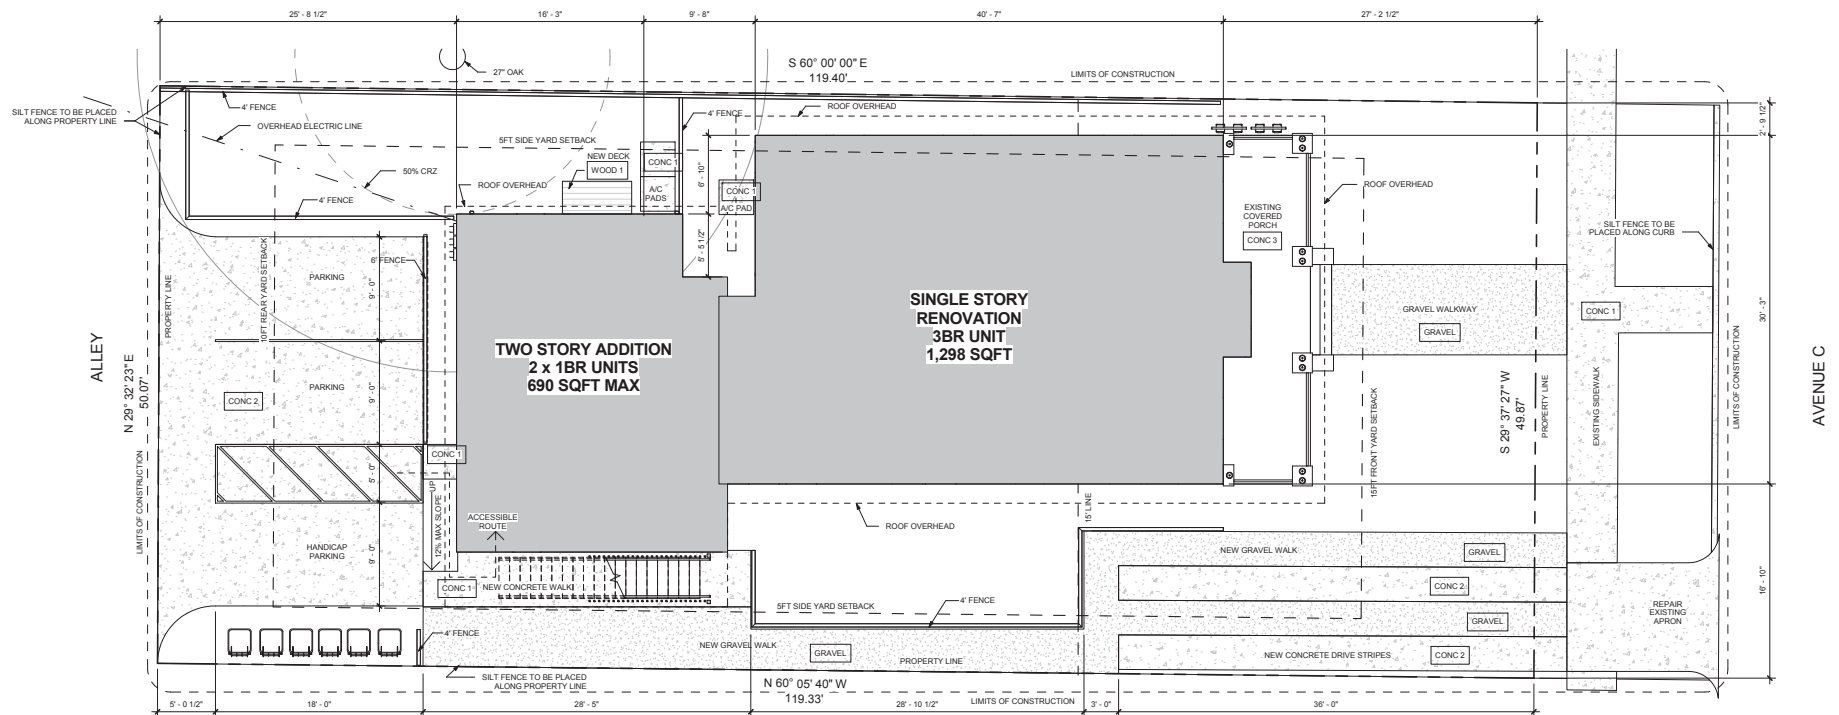 25' - 8 1/2"
16' - 3"
9' - 8"
40' - 7"
27' - 2 1/2"
S 60° 00' 00" E
119.40'
27" OAK
LIMITS OF CONSTRUCTION
SILT FENCE TO BE PLACED
ALONG PROPERTY LINE
4' FENCE
OVERHEAD ELECTRIC LINE
4' FENCE
ROOF OVERHEAD
2' - 9 1/2"
5FT SIDE YARD SETBACK
NEW DECK
WOOD 1
CONC 1
50% CRZ
ROOF OVERHEAD
A/C
PADS
6' - 10"
CONC 1
A/C PAD
ROOF OVERHEAD
4' FENCE
EXISTING
COVERED
PORCH
CONC 3
SILT FENCE TO BE
PLACED ALONG CURB
5' - 5 1/2"
6' FENCE
PARKING
9' - 0"
10FT REAR YARD SETBACK
PROPERTY LINE
SINGLE STORY
RENOVATION
3BR UNIT
1,298 SQFT
GRAVEL WALKWAY
GRAVEL
CONC 1
30' - 3"
ALLEY
N 29° 32' 23" E
50.07'
TWO STORY ADDITION
2 x 1BR UNITS
690 SQFT MAX
PARKING
9' - 0"
CONC 2
S 29° 37' 27" W
49.87'
PROPERTY LINE
15FT FRONT YARD SETBACK
EXISTING SIDEWALK
LIMITS OF CONSTRUCTION
AVENUE C
CONC 1
5' - 0"
UP
12% MAX SLOPE
LIMITS OF CONSTRUCTION
ACCESSIBLE
ROUTE
ROOF OVERHEAD
15' LINE
HANDICAP
PARKING
9' - 0"
NEW GRAVEL WALK
GRAVEL
CONC 1
NEW CONCRETE WALK
CONC 2
16' - 10"
5FT SIDE YARD SETBACK
4' FENCE
REPAIR
EXISTING
APRON
GRAVEL
4' FENCE
NEW GRAVEL WALK
GRAVEL
PROPERTY LINE
NEW CONCRETE DRIVE STRIPES
CONC 2
SILT FENCE TO BE PLACED
ALONG PROPERTY LINE
N 60° 05' 40" W
119.33'
LIMITS OF CONSTRUCTION
5' - 0 1/2"
18' - 0"
28' - 5"
28' - 10 1/2"
3' - 0"
36' - 0"